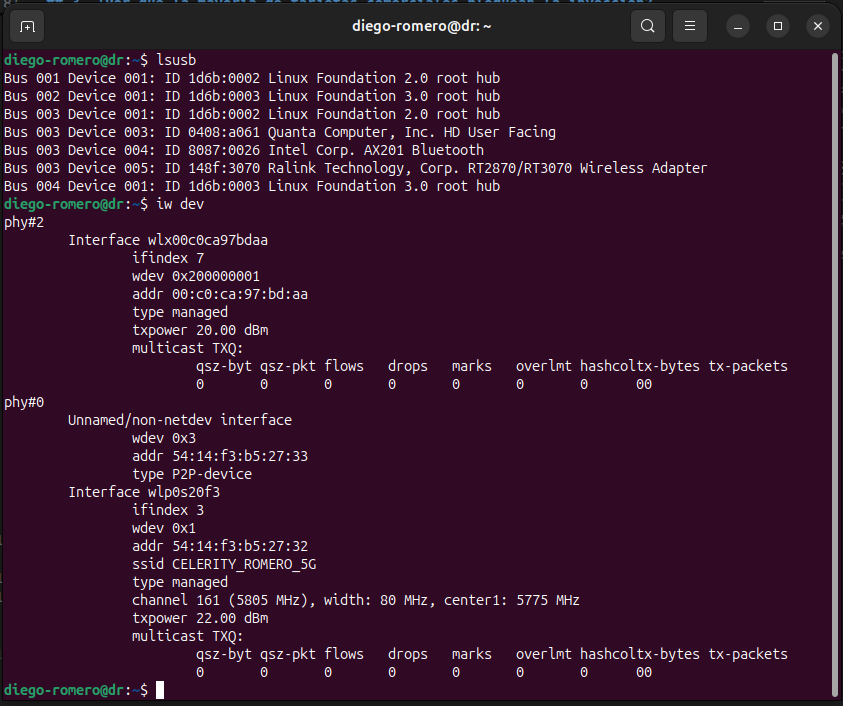 diego-romero@dr: ~
diego-romero@dr:~$ lsusb
Bus 001 Device 001: ID 1d6b:0002 Linux Foundation 2.0 root hub
Bus 002 Device 001: ID 1d6b:0003 Linux Foundation 3.0 root hub
Bus 003 Device 001: ID 1d6b:0002 Linux Foundation 2.0 root hub
Bus 003 Device 003: ID 0408:a061 Quanta Computer, Inc. HD User Facing
Bus 003 Device 004: ID 8087:0026 Intel Corp. AX201 Bluetooth
Bus 003 Device 005: ID 148f:3070 Ralink Technology, Corp. RT2870/RT3070 Wireless Adapter
Bus 004 Device 001: ID 1d6b:0003 Linux Foundation 3.0 root hub
diego-romero@dr:~$ iw dev
phy#2
        Interface wlx00c0ca97bdaa
                ifindex 7
                wdev 0x200000001
                addr 00:c0:ca:97:bd:aa
                type managed
                txpower 20.00 dBm
                multicast TXQ:
                        qsz-byt qsz-pkt flows   drops   marks   overlmt hashcoltx-bytes tx-packets
                        0       0       0       0       0       0       0      00
phy#0
        Unnamed/non-netdev interface
                wdev 0x3
                addr 54:14:f3:b5:27:33
                type P2P-device
        Interface wlp0s20f3
                ifindex 3
                wdev 0x1
                addr 54:14:f3:b5:27:32
                ssid CELERITY_ROMERO_5G
                type managed
                channel 161 (5805 MHz), width: 80 MHz, center1: 5775 MHz
                txpower 22.00 dBm
                multicast TXQ:
                        qsz-byt qsz-pkt flows   drops   marks   overlmt hashcoltx-bytes tx-packets
                        0       0       0       0       0       0       0      00
diego-romero@dr:~$